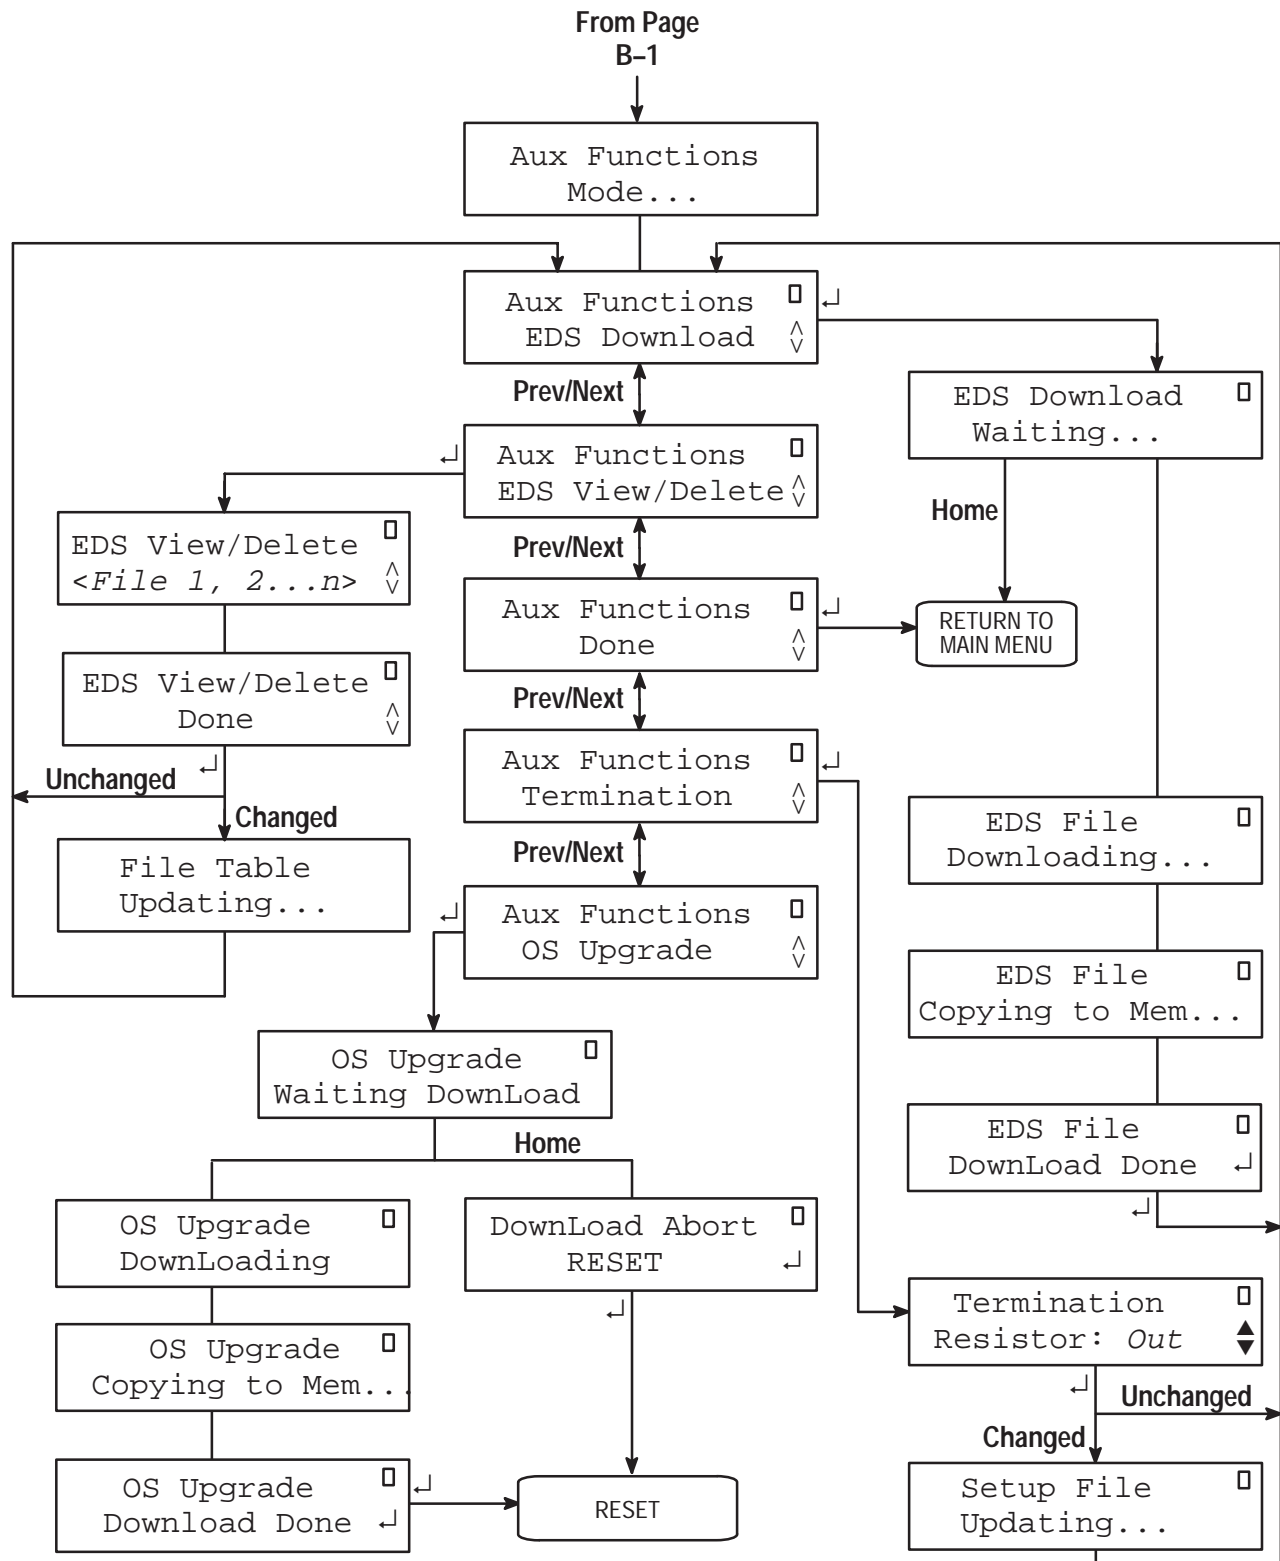 From Page
B–1
Aux Functions
Mode...
Aux Functions
EDS Download
Prev/Next
EDS Download
Waiting...
Aux Functions
EDS View/Delete
Home
EDS View/Delete
<File 1, 2...n>
Prev/Next
Aux Functions
Done
RETURN TO
MAIN MENU
EDS View/Delete
Done
Prev/Next
Aux Functions
Termination
Unchanged
Changed
EDS File
Downloading...
File Table
Updating...
Prev/Next
Aux Functions
OS Upgrade
EDS File
Copying to Mem...
OS Upgrade
Waiting DownLoad
Home
EDS File
DownLoad Done
OS Upgrade
DownLoading
DownLoad Abort
RESET
Termination
Resistor: Out
OS Upgrade
Copying to Mem...
Unchanged
Changed
OS Upgrade
Download Done
RESET
Setup File
Updating...